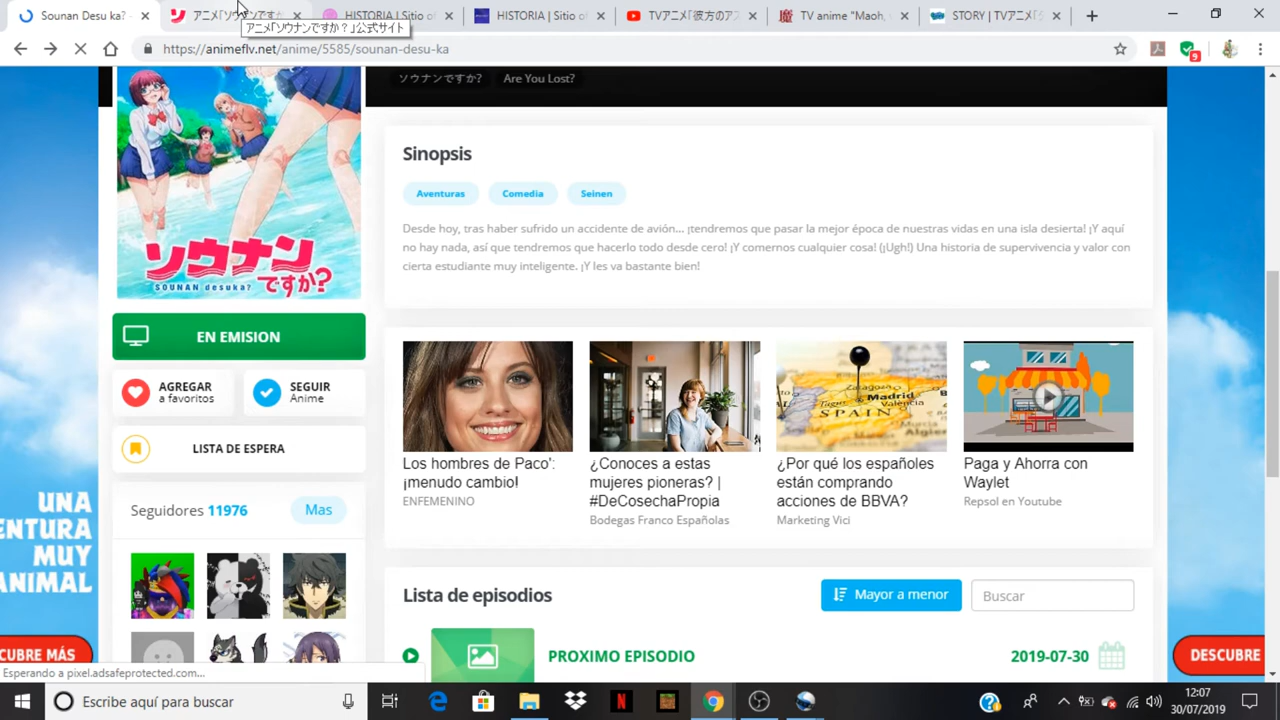 Sounan Desu ka?
アニメ「ソウナンですか
HISTORIA | Sitio of
HISTORIA | Sitio of
TVアニメ「彼方のアス
TV anime "Maoh,
STORY | TVアニメ「
アニメ「ソウナンですか?」公式サイト
https://animeflv.net/anime/5585/sounan-desu-ka
9
ソウナンですか?
Are You Lost?
Sinopsis
Aventuras
Comedia
Seinen
Desde hoy, tras haber sufrido un accidente de avión... ¡tendremos que pasar la mejor época de nuestras vidas en una isla desierta! ¡Y aquí
no hay nada, así que tendremos que hacerlo todo desde cero! ¡Y comernos cualquier cosa! (¡Ugh!) Una historia de supervivencia y valor con
cierta estudiante muy inteligente. ¡Y les va bastante bien!
ソウナン
ですか?
SOUNAN desuka?
EN EMISION
AGREGAR
a favoritos
SEGUIR
Anime
LISTA DE ESPERA
Seguidores 11976
Mas
Zaragoza
Madrid
València
SPAIN
Los hombres de Paco':
¡menudo cambio!
ENFEMENINO
¿Conoces a estas
mujeres pioneras? |
#DeCosechaPropia
Bodegas Franco Españolas
¿Por qué los españoles
están comprando
acciones de BBVA?
Marketing Vici
Paga y Ahorra con
Waylet
Repsol en Youtube
Lista de episodios
Mayor a menor
Buscar
PROXIMO EPISODIO
2019-07-30
UNA
ENTURA
MUY
ANIMAL
CUBRE MÁS
DESCUBRE
Esperando a pixel.adsafeprotected.com...
Escribe aquí para buscar
12:07
30/07/2019